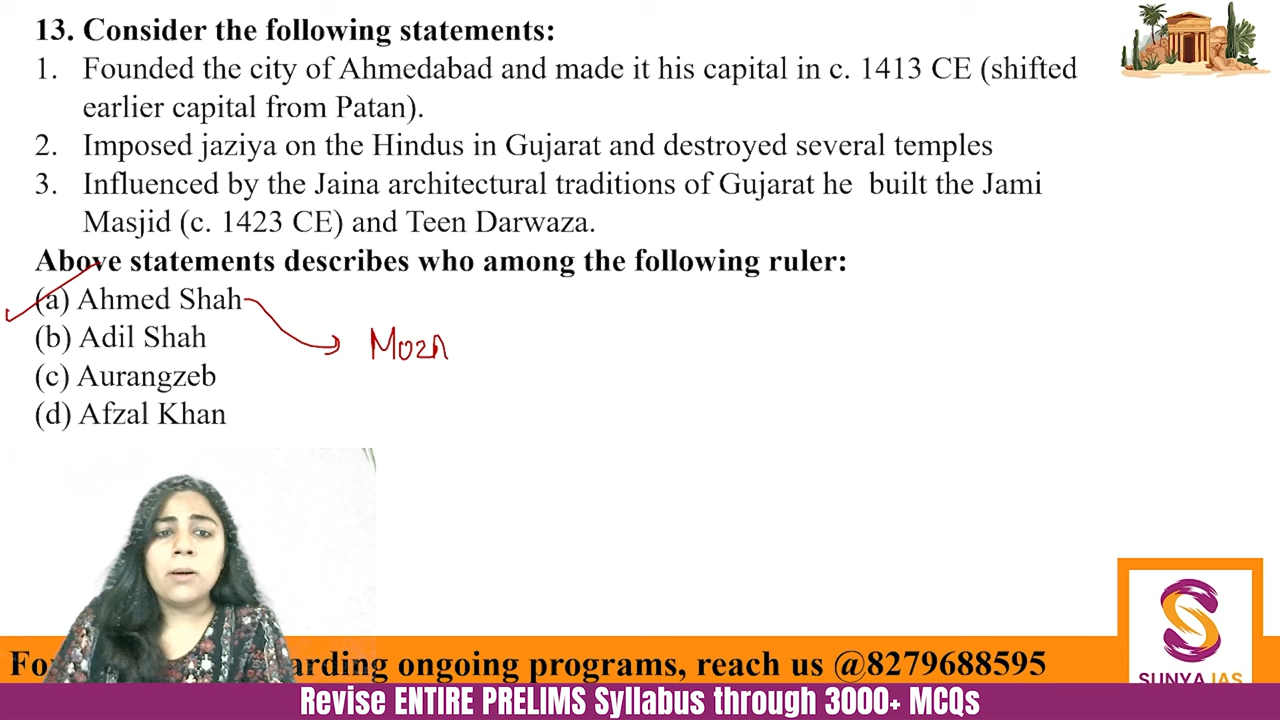 13. Consider the following statements:
1. Founded the city of Ahmedabad and made it his capital in c. 1413 CE (shifted
earlier capital from Patan).
2. Imposed jaziya on the Hindus in Gujarat and destroyed several temples
3. Influenced by the Jaina architectural traditions of Gujarat he built the Jami
Masjid (c. 1423 CE) and Teen Darwaza.
Above statements describes who among the following ruler:
(a) Ahmed Shah
(b) Adil Shah
(c) Aurangzeb
(d) Afzal Khan
ongoing programs, reach us @8279688595
SUNYA IAS
Revise ENTIRE PRELIMS Syllabus through 3000+ MCQs